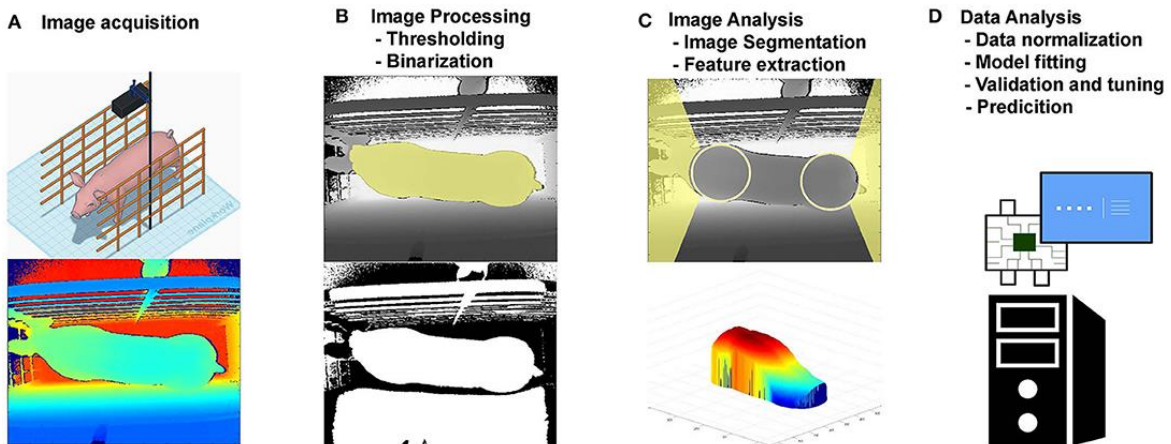 A Image acquisition
B Image Processing
- Thresholding
- Binarization
C Image Analysis
- Image Segmentation
- Feature extraction
D Data Analysis
- Data normalization
- Model fitting
- Validation and tuning
- Predicition
Workplane